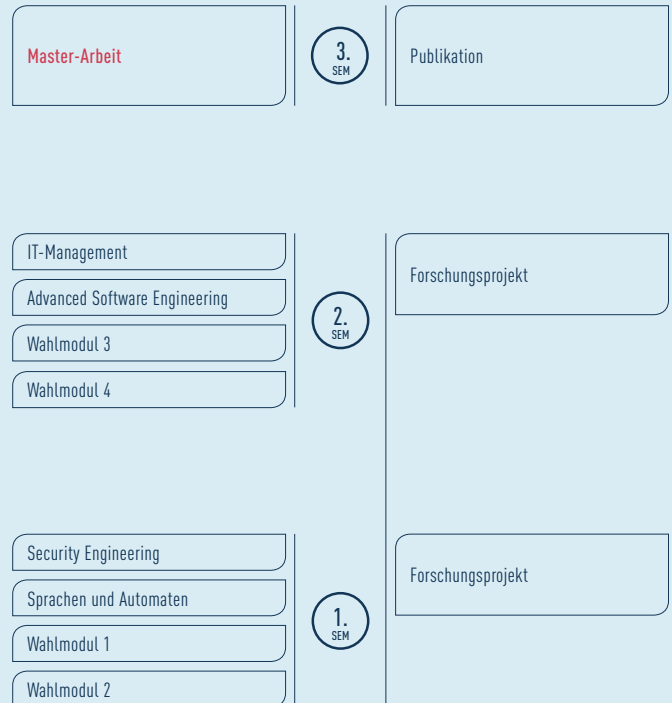 Master-Arbeit
3.
SEM
Publikation
IT-Management
Advanced Software Engineering
Wahlmodul 3
Wahlmodul 4
2.
SEM
Forschungsprojekt
Security Engineering
Sprachen und Automaten
Wahlmodul 1
Wahlmodul 2
1.
SEM
Forschungsprojekt